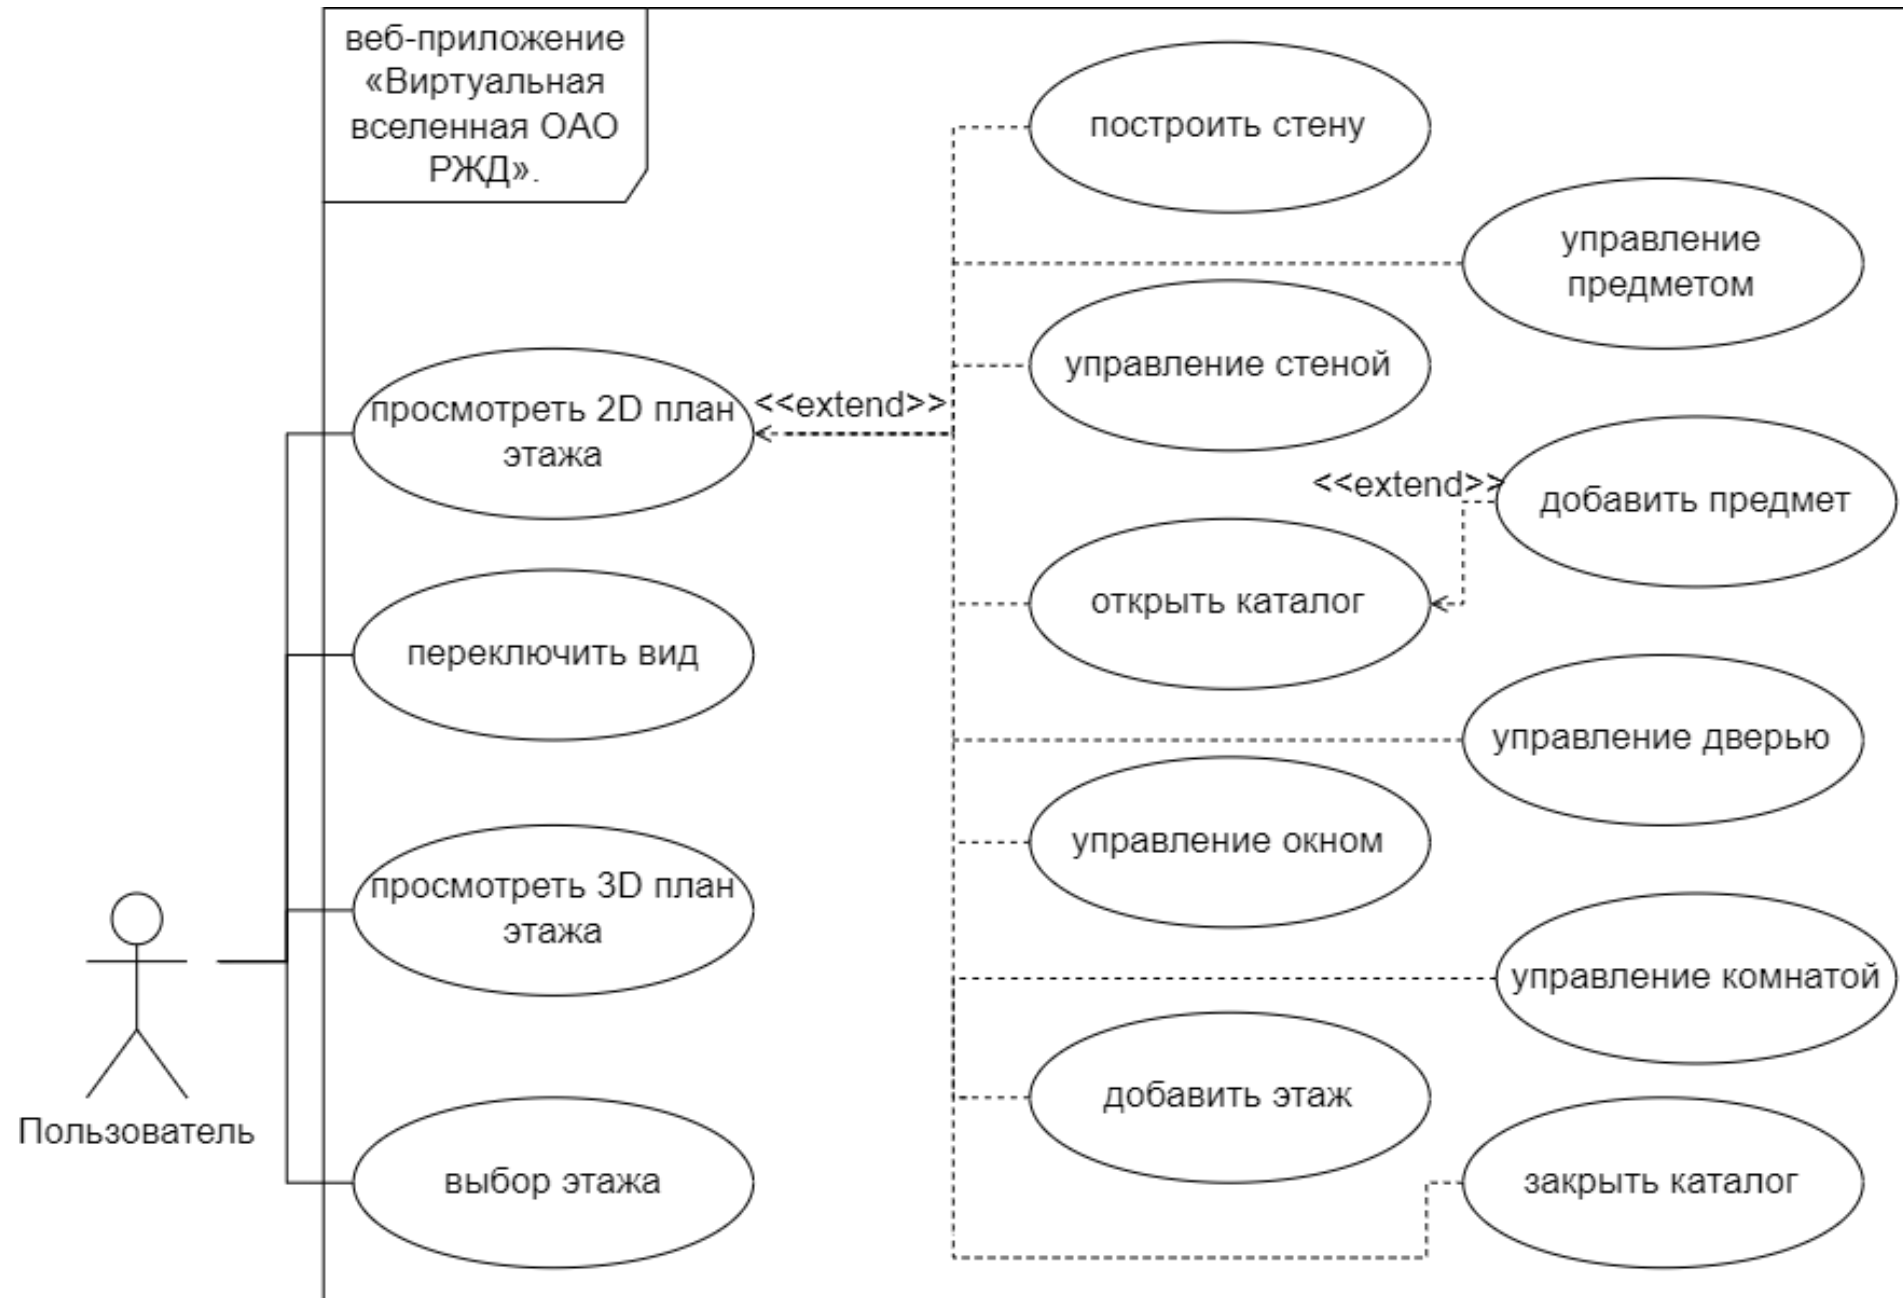 веб-приложение
«Виртуальная
вселенная ОАО
РЖД».
построить стену
управление
предметом
управление стеной
просмотреть 2D план
этажа
<<extend>>
<<extend>>
добавить предмет
открыть каталог
переключить вид
управление дверью
управление окном
просмотреть 3D план
этажа
управление комнатой
добавить этаж
Пользователь
выбор этажа
закрыть каталог